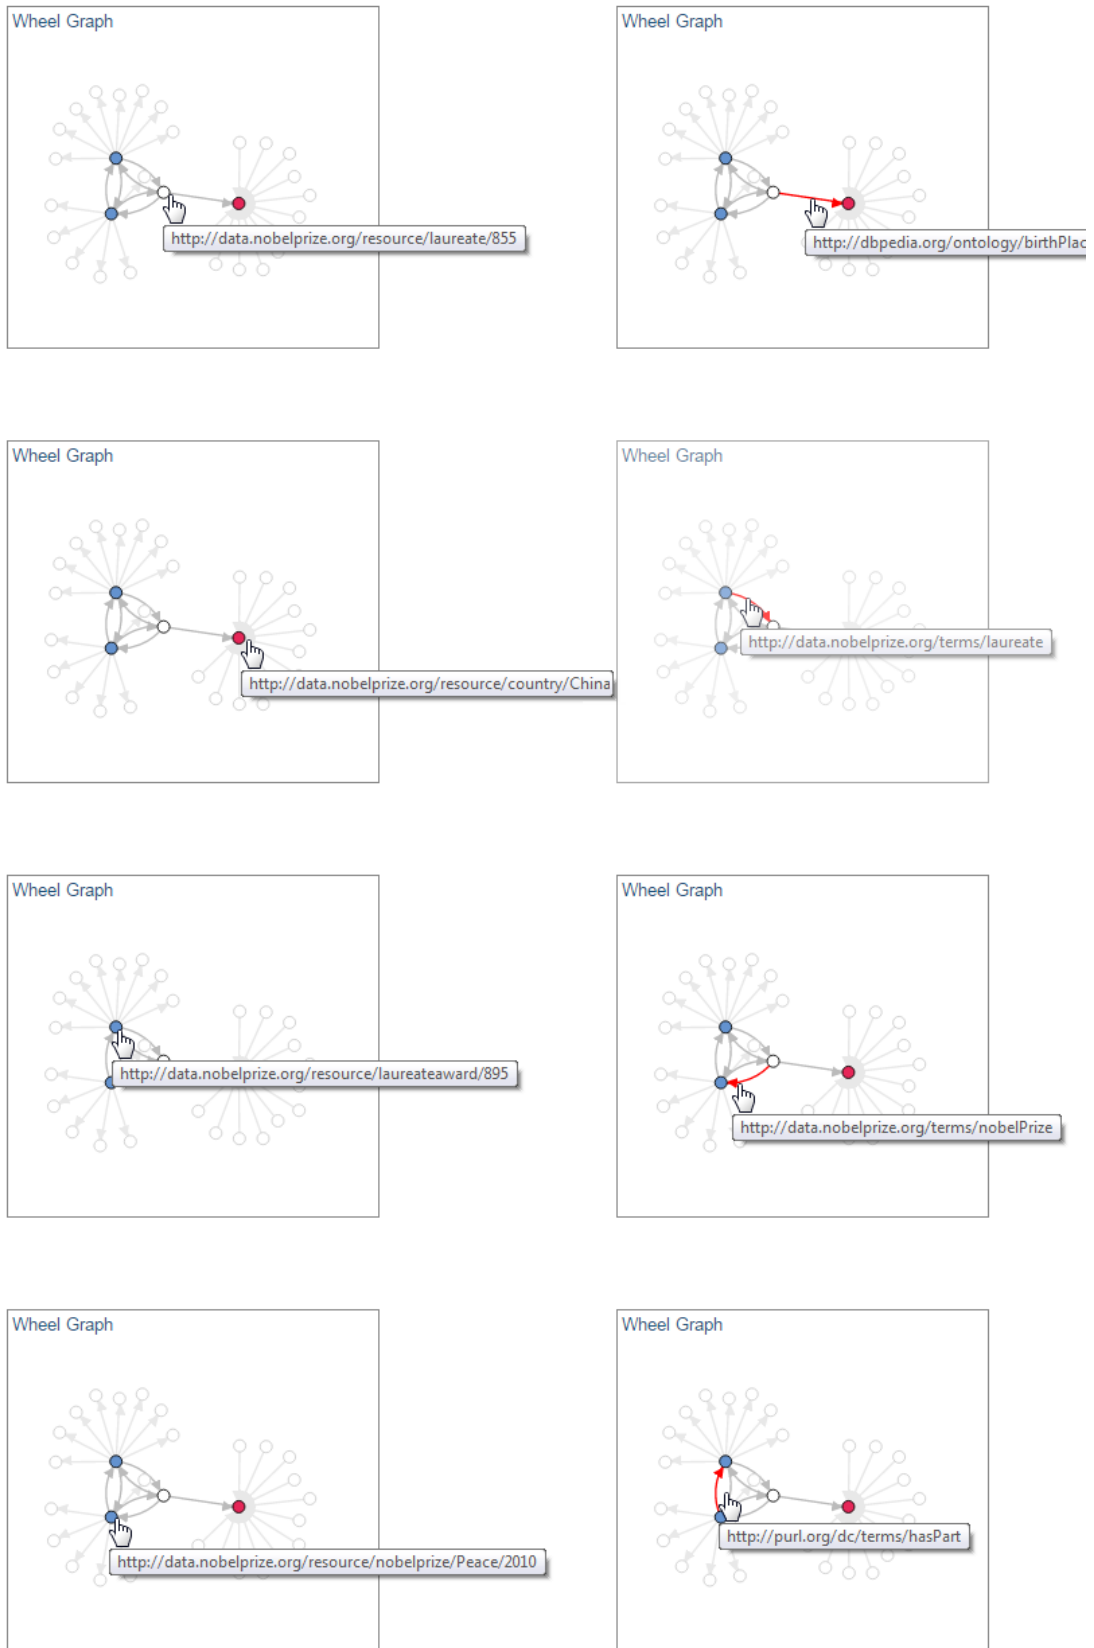 Wheel Graph
Wheel Graph
http://data.nobelprize.org/resource/laureate/855
http://dbpedia.org/ontology/birthPlac
Wheel Graph
Wheel Graph
http://data.nobelprize.org/resource/country/China
http://data.nobelprize.org/terms/laureate
Wheel Graph
Wheel Graph
http://data.nobelprize.org/resource/laureateaward/895
http://data.nobelprize.org/terms/nobelPrize
Wheel Graph
Wheel Graph
http://data.nobelprize.org/resource/nobelprize/Peace/2010
http://purl.org/dc/terms/hasPart